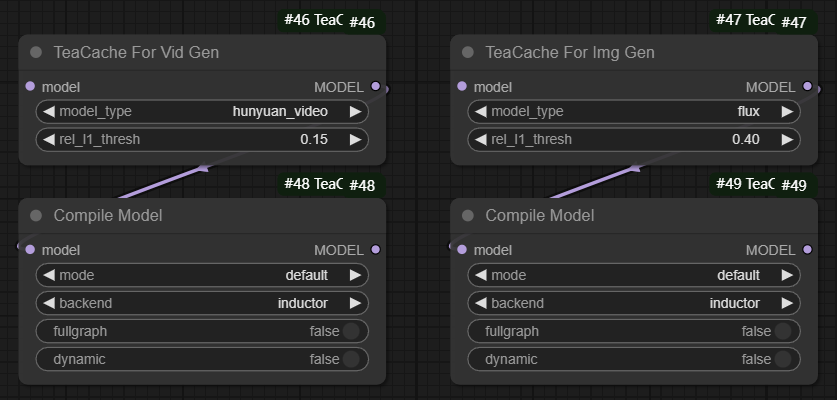 #46 TeaC #46
TeaCache For Vid Gen
model MODEL
model_type hunyuan_video
rel_l1_thresh 0.15
#48 TeaC #48
Compile Model
model MODEL
mode default
backend inductor
fullgraph false
dynamic false
#47 TeaC #47
TeaCache For Img Gen
model MODEL
model_type flux
rel_l1_thresh 0.40
#49 TeaC #49
Compile Model
model MODEL
mode default
backend inductor
fullgraph false
dynamic false